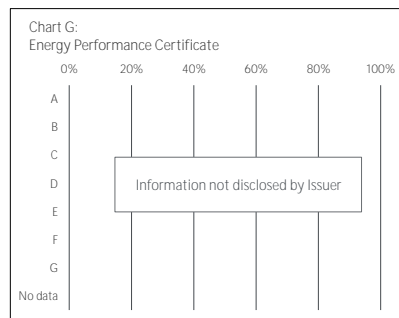 Chart G:
Energy Performance Certificate
0% 20% 40% 60% 80% 100%
A
B
C
D
Information not disclosed by Issuer
E
F
G
No data